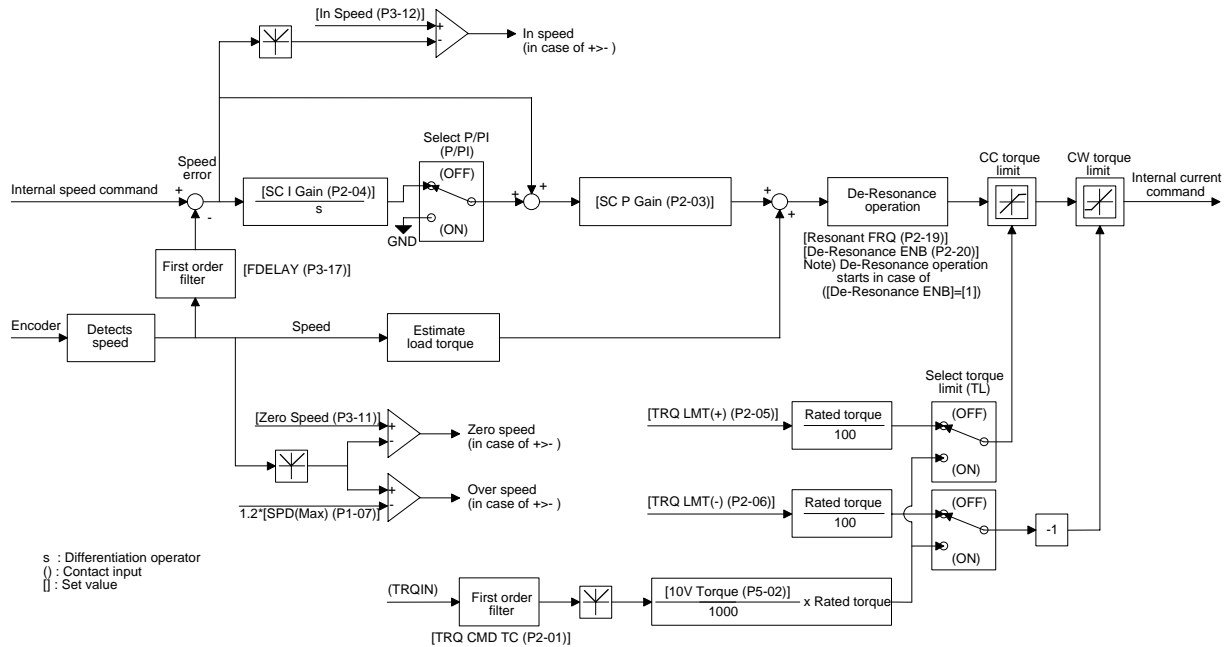 [In Speed (P3-12)]
+
-
In speed
(in case of +>- )
Select P/PI
(P/PI)
Speed
error
CC torque
limit
CW torque
limit
Internal speed command
+
-
[SC I Gain (P2-04)]
s
(OFF)
(ON)
GND
+
+
[SC P Gain (P2-03)]
+
+
De-Resonance
operation
Internal current
command
[Resonant FRQ (P2-19)]
[De-Resonance ENB (P2-20)]
Note) De-Resonance operation
starts in case of
([De-Resonance ENB]=[1])
First order
filter
[FDELAY (P3-17)]
Encoder
Detects
speed
Speed
Estimate
load torque
[Zero Speed (P3-11)]
+
-
Zero speed
(in case of +>- )
+
-
Over speed
(in case of +>- )
1.2*[SPD(Max) (P1-07)]
Select torque
limit (TL)
[TRQ LMT(+) (P2-05)]
Rated torque
100
(OFF)
(ON)
[TRQ LMT(-) (P2-06)]
Rated torque
100
(OFF)
(ON)
-1
s : Differentiation operator
() : Contact input
[] : Set value
(TRQIN)
First order
filter
[TRQ CMD TC (P2-01)]
[10V Torque (P5-02)]
1000
x Rated torque